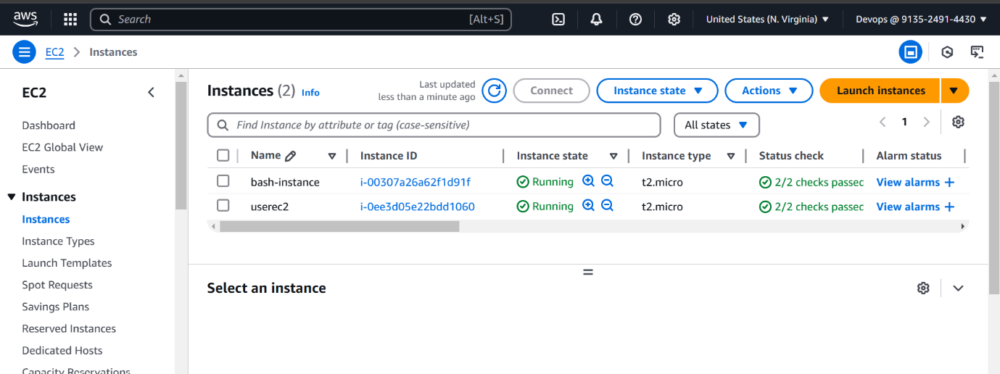 aws Search [Alt+S] United States (N. Virginia) Devops @ 9135-2491-4430
EC2 Instances
EC2
Dashboard
EC2 Global View
Events
Instances
Instances
Instance Types
Launch Templates
Spot Requests
Savings Plans
Reserved Instances
Dedicated Hosts
Capacity Reservations
Instances (2) Info
Last updated
less than a minute ago
Connect Instance state Actions Launch instances
Find Instance by attribute or tag (case-sensitive) All states 1
Name Instance ID Instance state Instance type Status check Alarm status
bash-instance i-00307a26a62f1d91f Running t2.micro 2/2 checks passec View alarms +
userec2 i-0ee3d05e22bdd1060 Running t2.micro 2/2 checks passec View alarms +
Select an instance